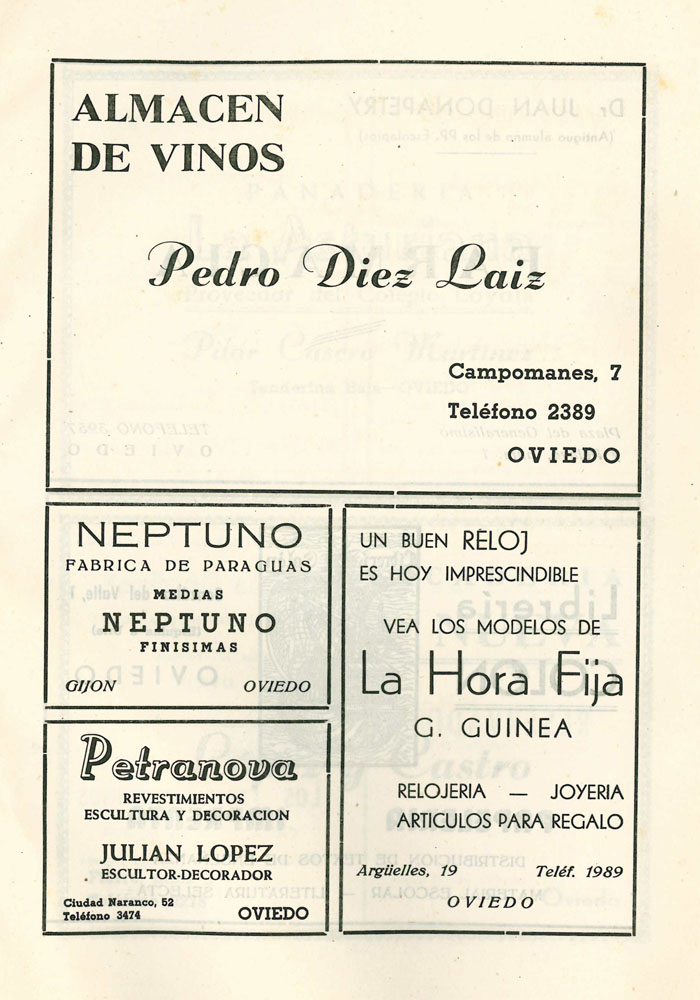 ALMACEN
DE VINOS
Pedro Diez Laiz
Campomanes, 7
Teléfono 2389
OVIEDO
NEPTUNO
FABRICA DE PARAGUAS
MEDIAS
NEPTUNO
FINISIMAS
GIJON OVIEDO
Petranova
REVESTIMIENTOS
ESCULTURA Y DECORACION
JULIAN LOPEZ
ESCULTOR-DECORADOR
Ciudad Naranco, 52
Teléfono 3474
OVIEDO
UN BUEN RELOJ
ES HOY IMPRESCINDIBLE
VEA LOS MODELOS DE
La Hora Fija
G. GUINEA
RELOJERIA — JOYERIA
ARTICULOS PARA REGALO
Argüelles, 19 Teléf. 1989
OVIEDO